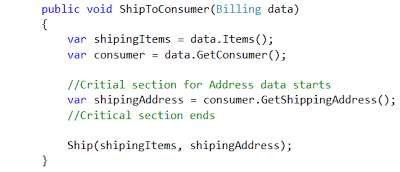 public void ShipToConsumer(Billing data)
{
var shipingItems = data.Items();
var consumer = data.GetConsumer();
//Critial section for Address data starts
var shipingAddress = consumer.GetShippingAddress();
//Critical section ends
Ship(shipingItems, shipingAddress);
}